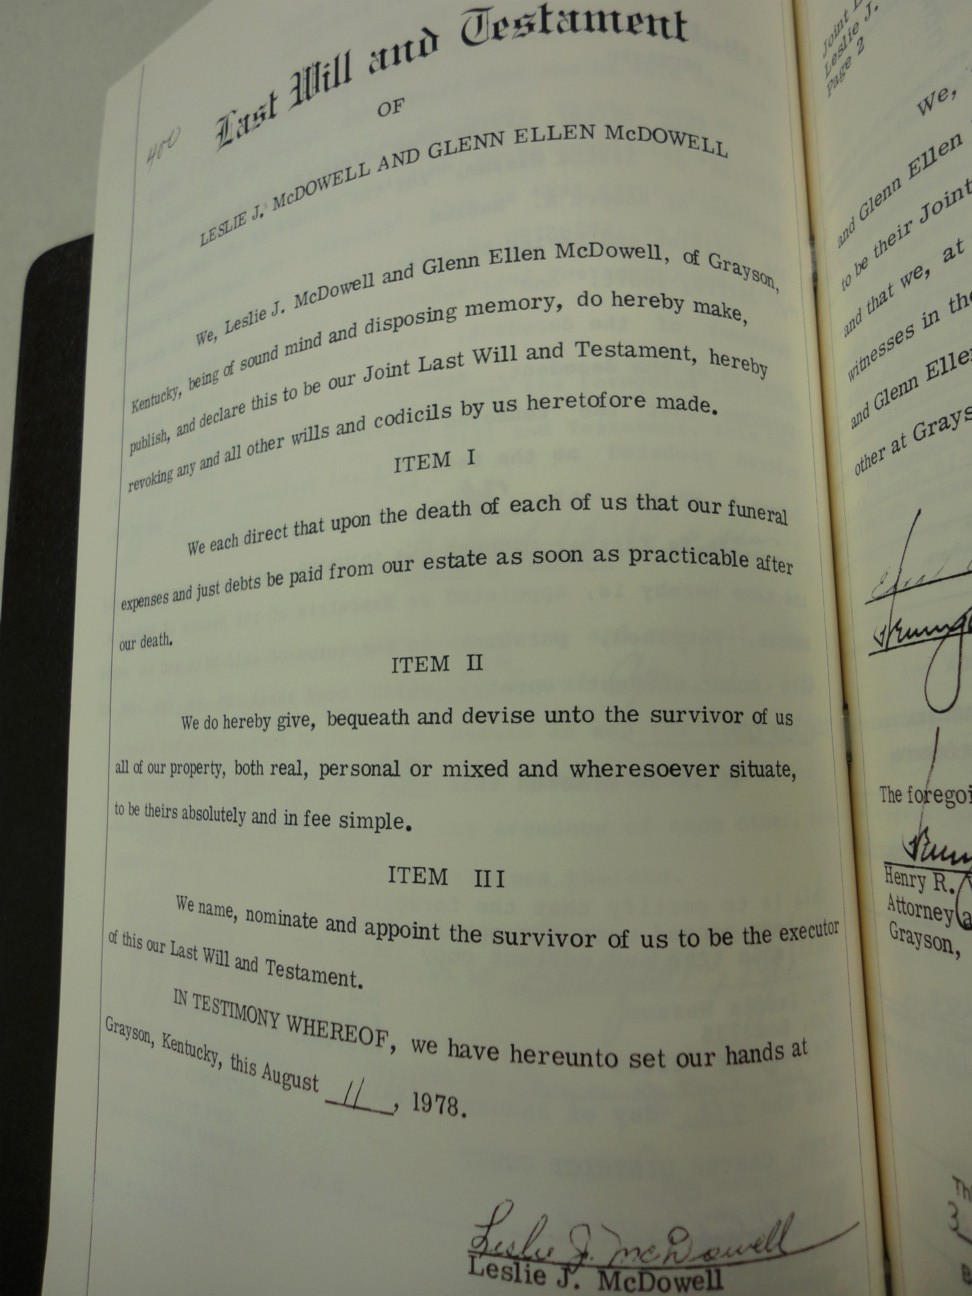 Last Will and Testament
OF
LESLIE J. McDOWELL AND GLENN ELLEN McDOWELL
400
We, Leslie J. McDowell and Glenn Ellen McDowell, of Grayson,
Kentucky, being of sound mind and disposing memory, do hereby make,
publish, and declare this to be our Joint Last Will and Testament, hereby
revoking any and all other wills and codicils by us heretofore made.
ITEM I
We each direct that upon the death of each of us that our funeral
expenses and just debts be paid from our estate as soon as practicable after
our death.
ITEM II
We do hereby give, bequeath and devise unto the survivor of us
all of our property, both real, personal or mixed and wheresoever situate,
to be theirs absolutely and in fee simple.
ITEM III
We name, nominate and appoint the survivor of us to be the executor
of this our Last Will and Testament.
IN TESTIMONY WHEREOF, we have hereunto set our hands at
Grayson, Kentucky, this August 11, 1978.
Leslie J. McDowell
Leslie J. McDowell
Joint
Leslie J.
Page 2
We,
and Glenn Ellen
to be their Joint
and that we, at
witnesses in the
and Glenn Ellen
other at Grays
The foregoi
Henry R.
Attorney
Grayson,